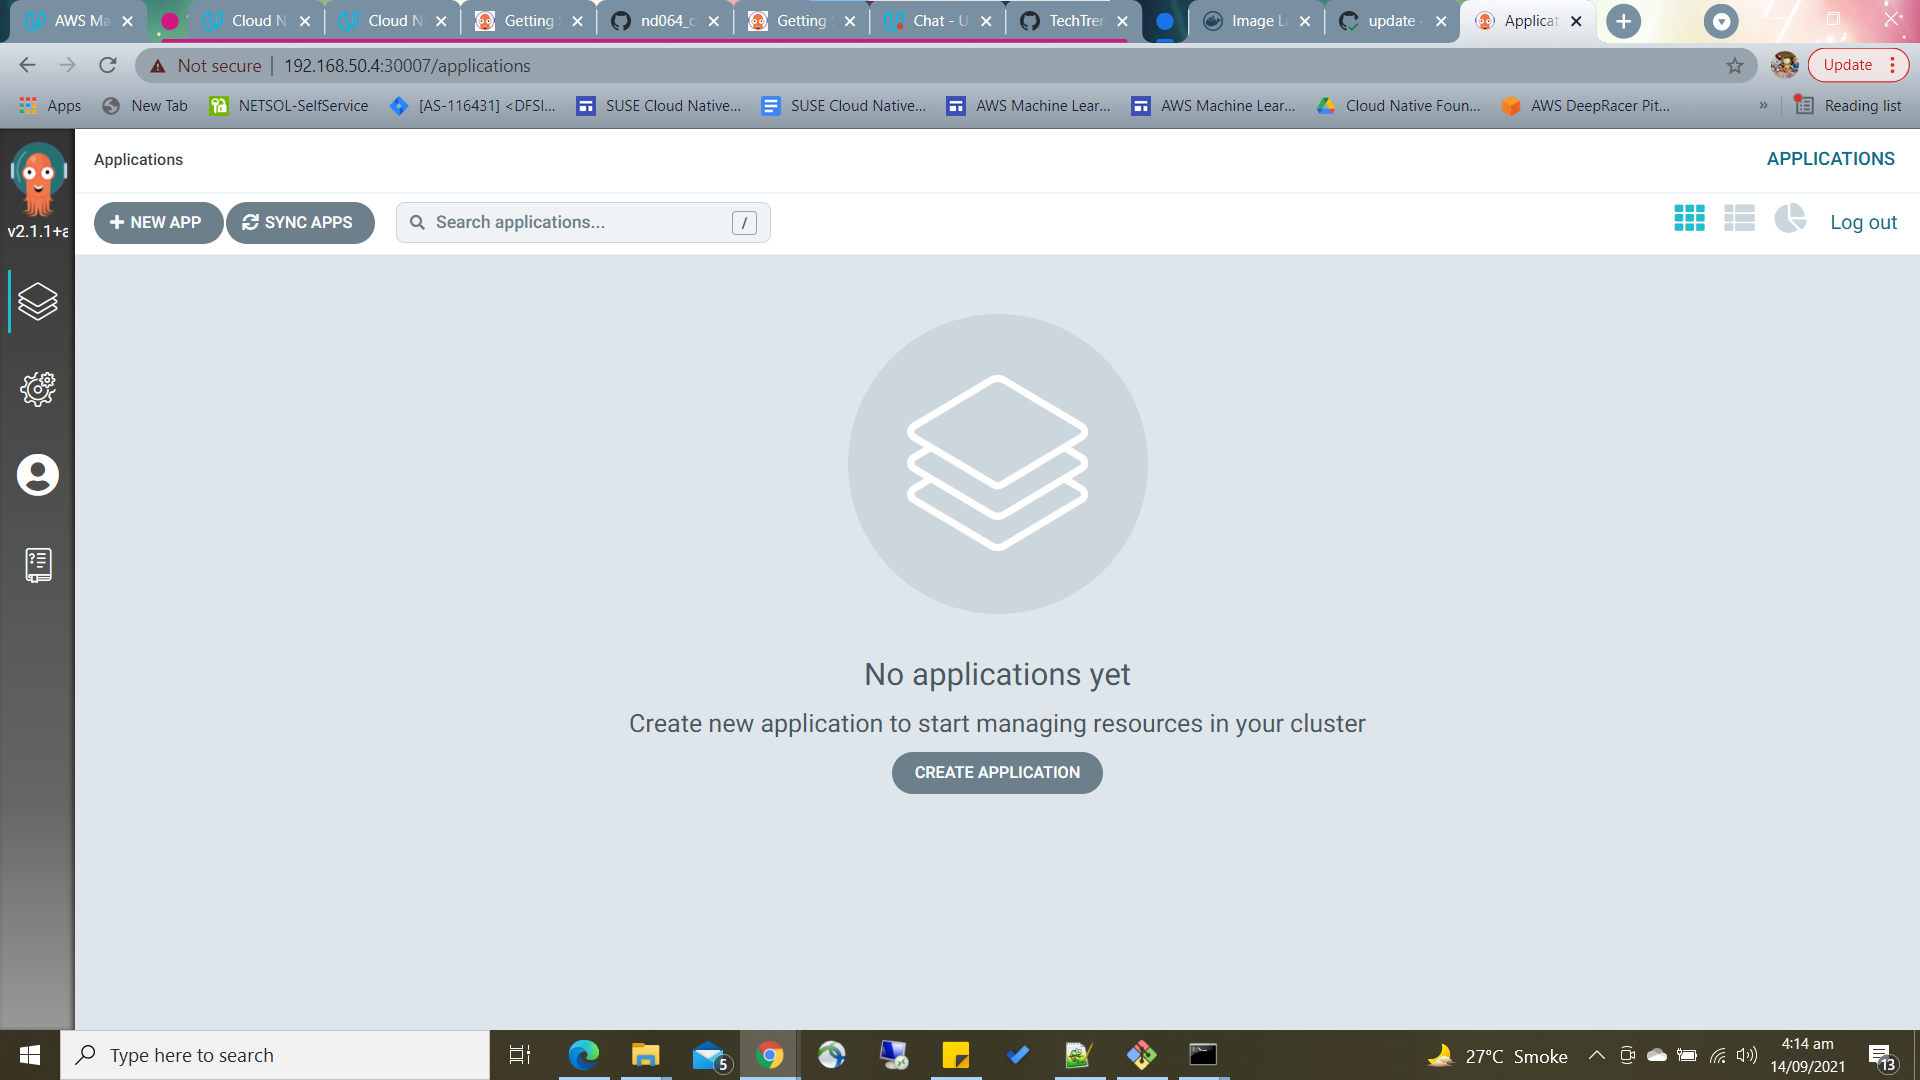 AWS Ma
Cloud N
Cloud N
Getting
nd064_c
Getting
Chat - U
TechTren
Image L
update
Applicat
Not secure
192.168.50.4:30007/applications
Update
Apps
New Tab
NETSOL-SelfService
[AS-116431] <DFSI...
SUSE Cloud Native...
SUSE Cloud Native...
AWS Machine Lear...
AWS Machine Lear...
Cloud Native Foun...
AWS DeepRacer Pit...
»
Reading list
v2.1.1+a
Applications
APPLICATIONS
NEW APP
SYNC APPS
Search applications...
/
Log out
No applications yet
Create new application to start managing resources in your cluster
CREATE APPLICATION
Type here to search
5
27°C Smoke
4:14 am
14/09/2021
13